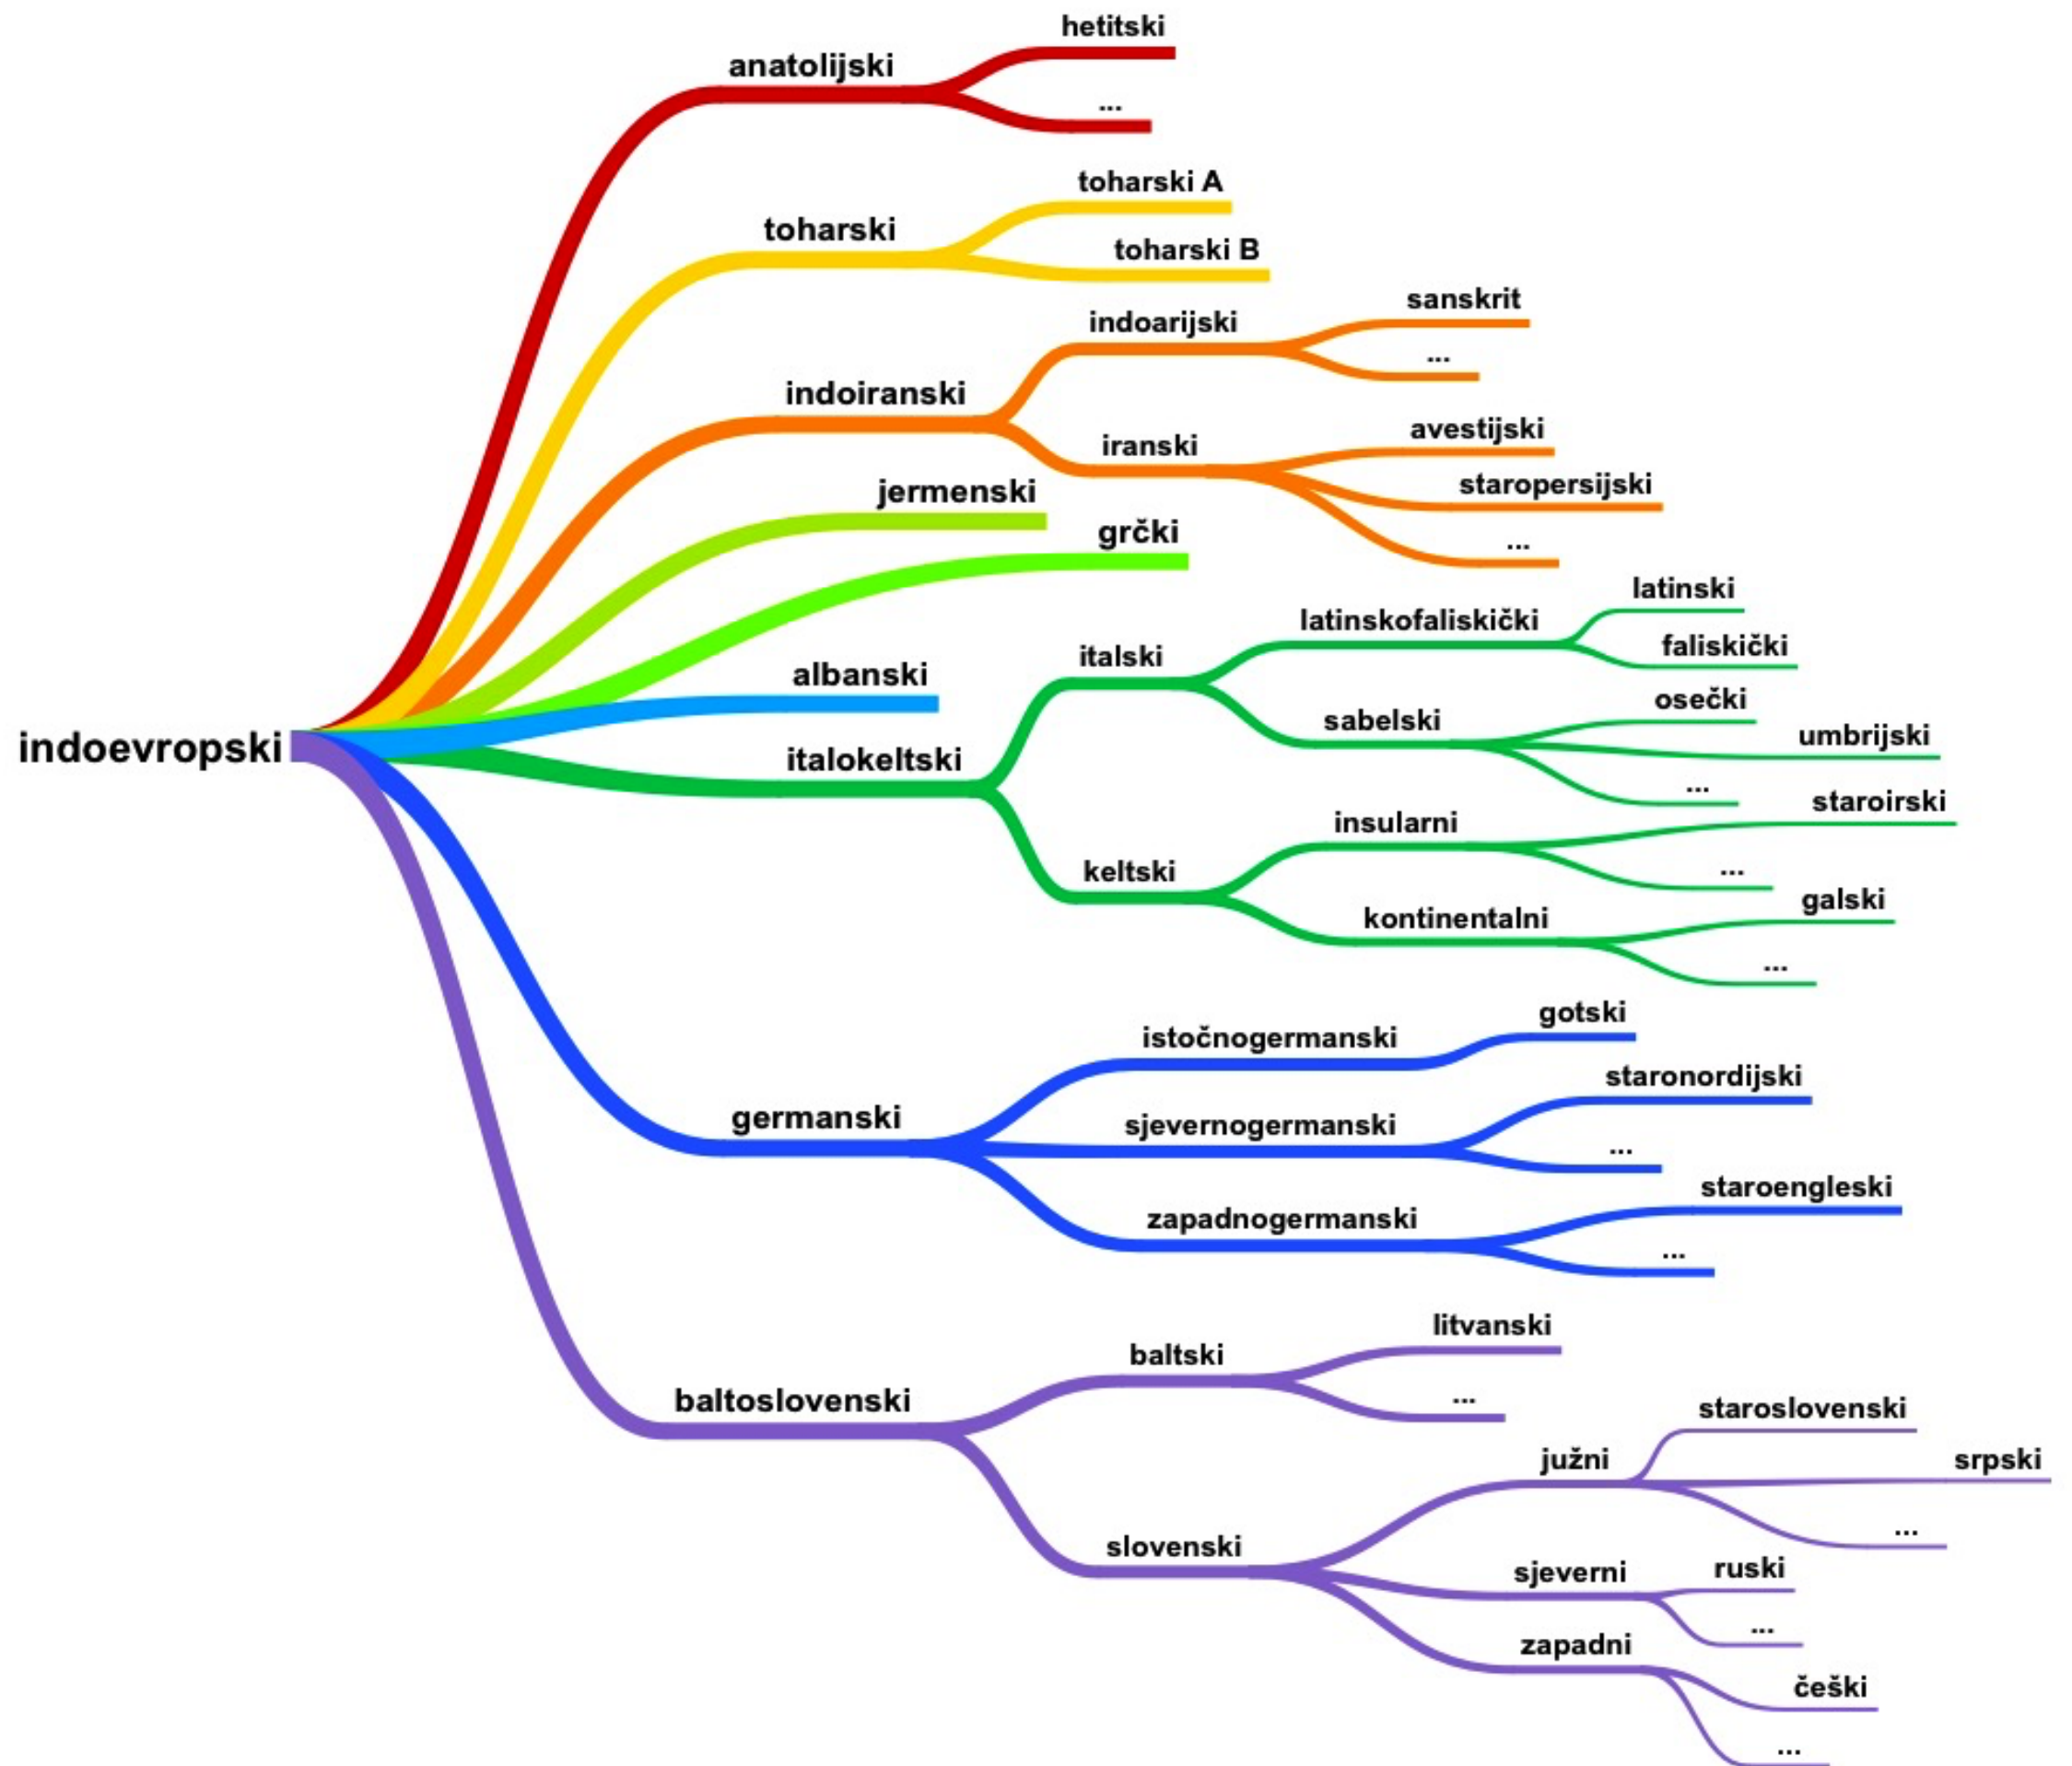 indoevropski
anatolijski
hetitski
...
toharski
toharski A
toharski B
indoiranski
indoarijski
sanskrit
...
iranski
avestijski
staropersijski
...
jermenski
grčki
albanski
italokeltski
italski
latinskofaliskički
latinski
faliskički
sabelski
osečki
umbrijski
...
keltski
insularni
staroirski
...
kontinentalni
galski
...
germanski
istočnogermanski
gotski
sjevernogermanski
staronordijski
...
zapadnogermanski
staroengleski
...
baltoslovenski
baltski
litvanski
...
slovenski
južni
staroslovenski
srpski
...
sjeverni
ruski
...
zapadni
češki
...